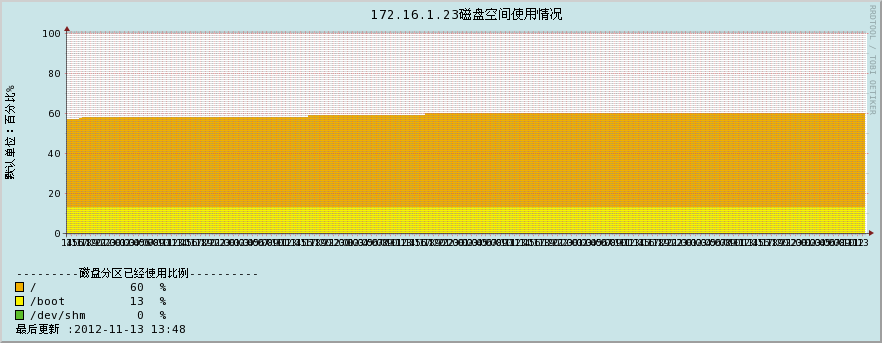 172.16.1.23磁盘空间使用情况
RRDTOOL / TOBI OETIKER
默认单位：百分比%
100
80
60
40
20
0
---------磁盘分区已经使用比例----------
/ 60 %
/boot 13 %
/dev/shm 0 %
最后更新 :2012-11-13 13:48